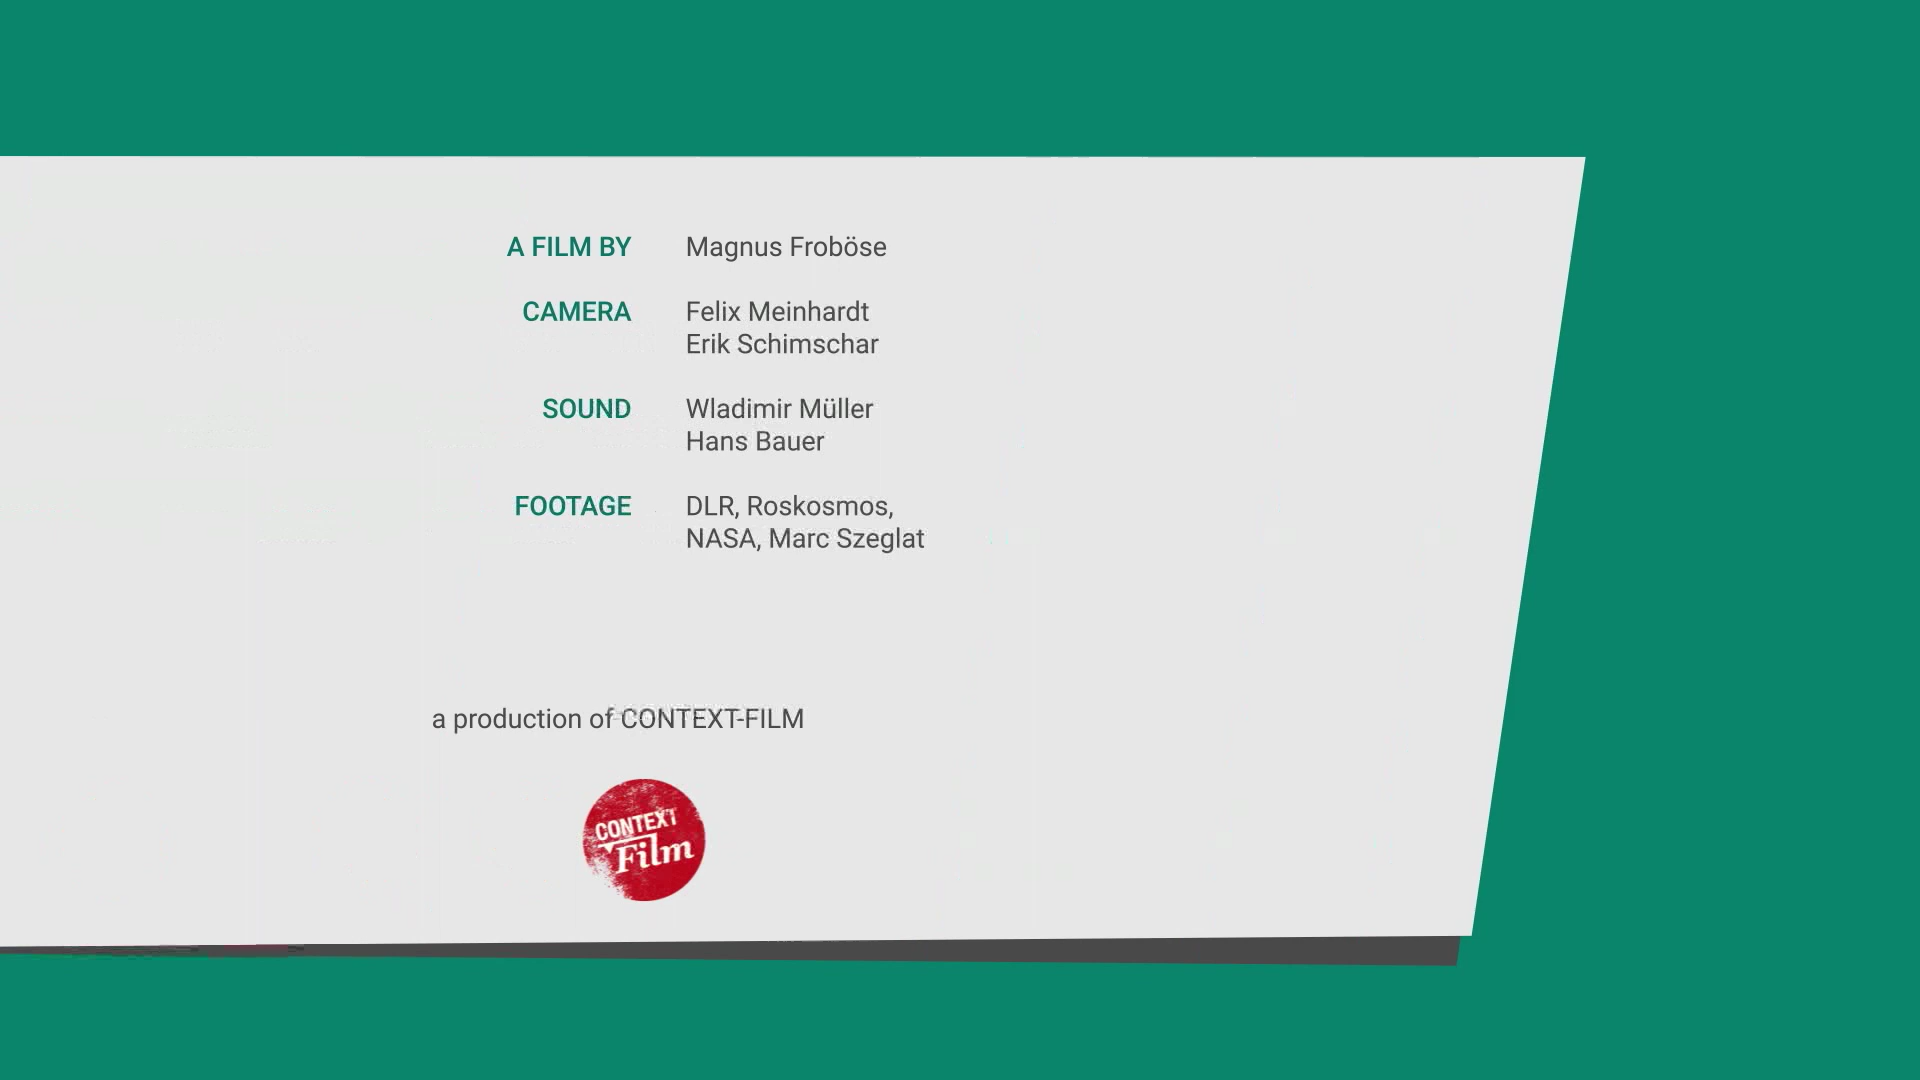 A FILM BY Magnus Froböse
CAMERA Felix Meinhardt
Erik Schimschar
SOUND Wladimir Müller
Hans Bauer
FOOTAGE DLR, Roskosmos,
NASA, Marc Szeglat
a production of CONTEXT-FILM
CONTEXT
Film